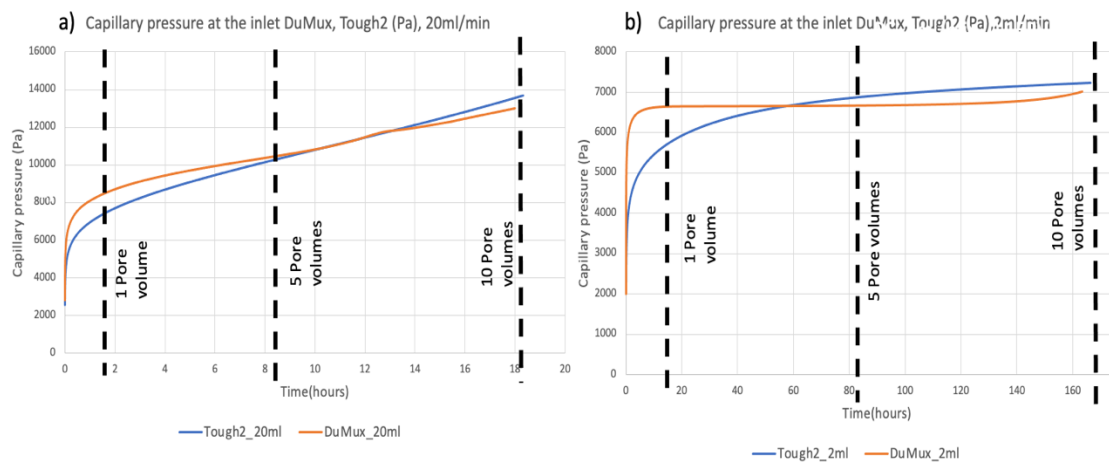 a) Capillary pressure at the inlet DuMux, Tough2 (Pa), 20ml/min
16000
14000
12000
10000
8000
6000
4000
2000
0
Capillary pressure (Pa)
0 2 4 6 8 10 12 14 16 18 20
Time(hours)
1 Pore
volume
5 Pore
volumes
10 Pore
volumes
Tough2_20ml DuMux_20ml
b) Capillary pressure at the inlet DuMux, Tough2 (Pa),2ml/min
8000
7000
6000
5000
4000
3000
2000
1000
0
Capillary pressure (Pa)
0 20 40 60 80 100 120 140 160
Time(hours)
1 Pore
volume
5 Pore volumes
10 Pore
volumes
Tough2_2ml DuMux_2ml